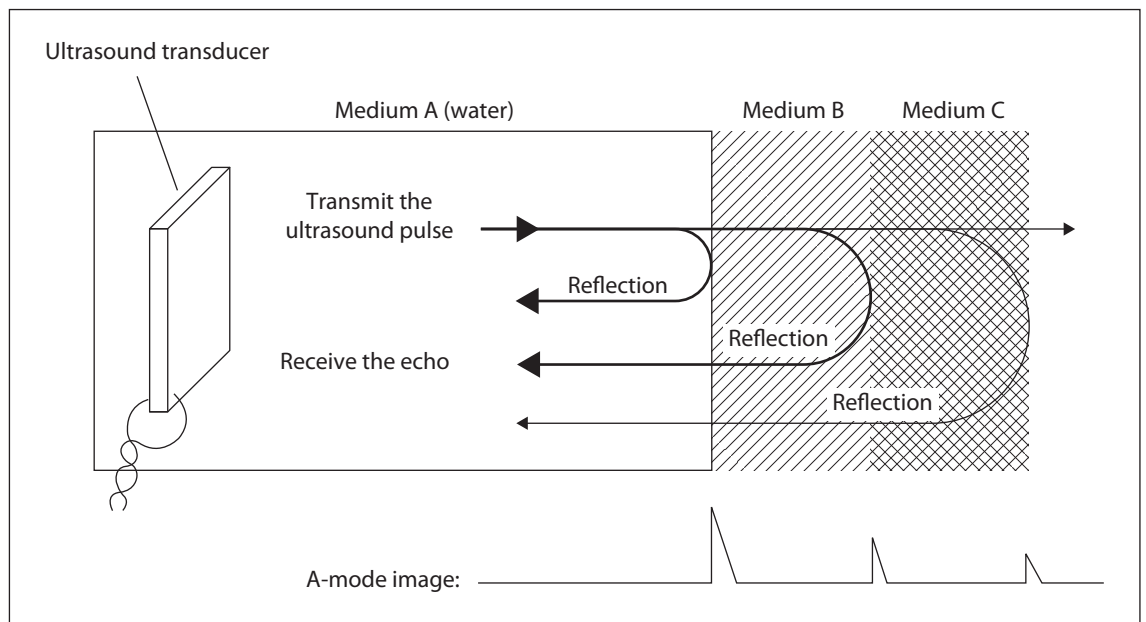 Ultrasound transducer
Medium A (water)
Medium B
Medium C
Transmit the
ultrasound pulse
Reflection
Receive the echo
Reflection
Reflection
A-mode image: